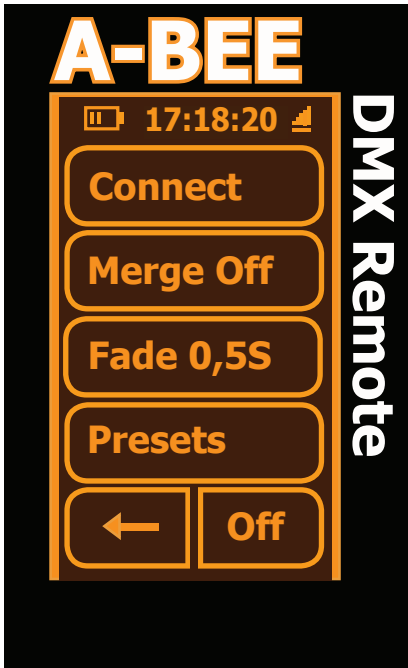 A-BEE
17:18:20
Connect
Merge Off
Fade 0,5S
Presets
Off
DMX Remote